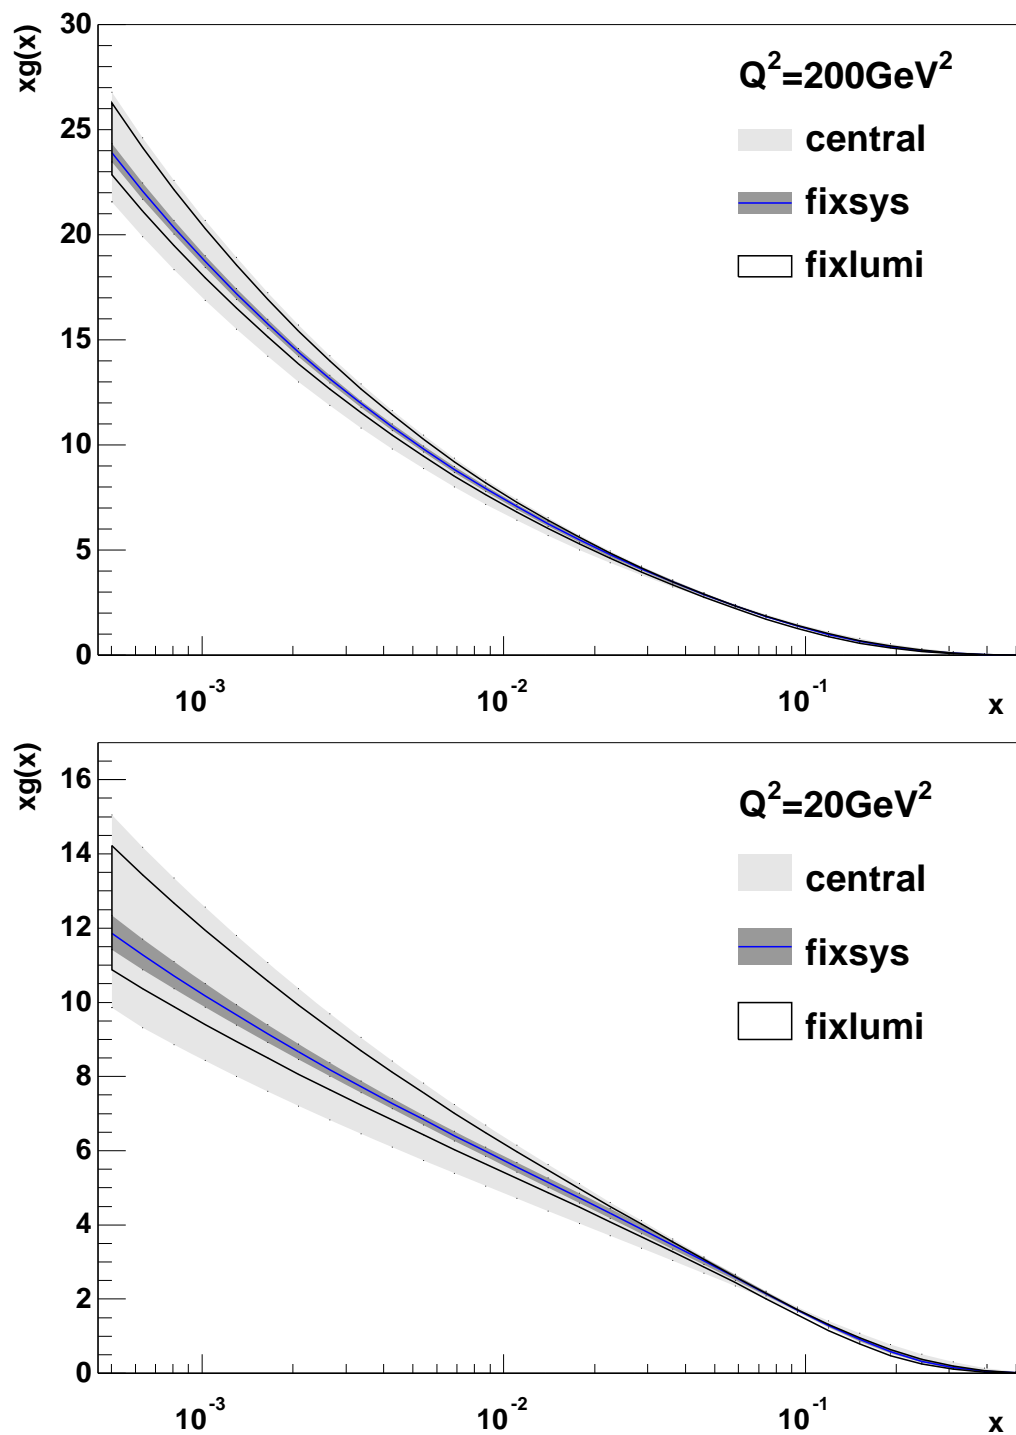 xg(x)
30
25
20
15
10
5
0
Q²=200GeV²
central
fixsys
fixlumi
10⁻³
10⁻²
10⁻¹
x
xg(x)
16
14
12
10
8
6
4
2
0
Q²=20GeV²
central
fixsys
fixlumi
10⁻³
10⁻²
10⁻¹
x